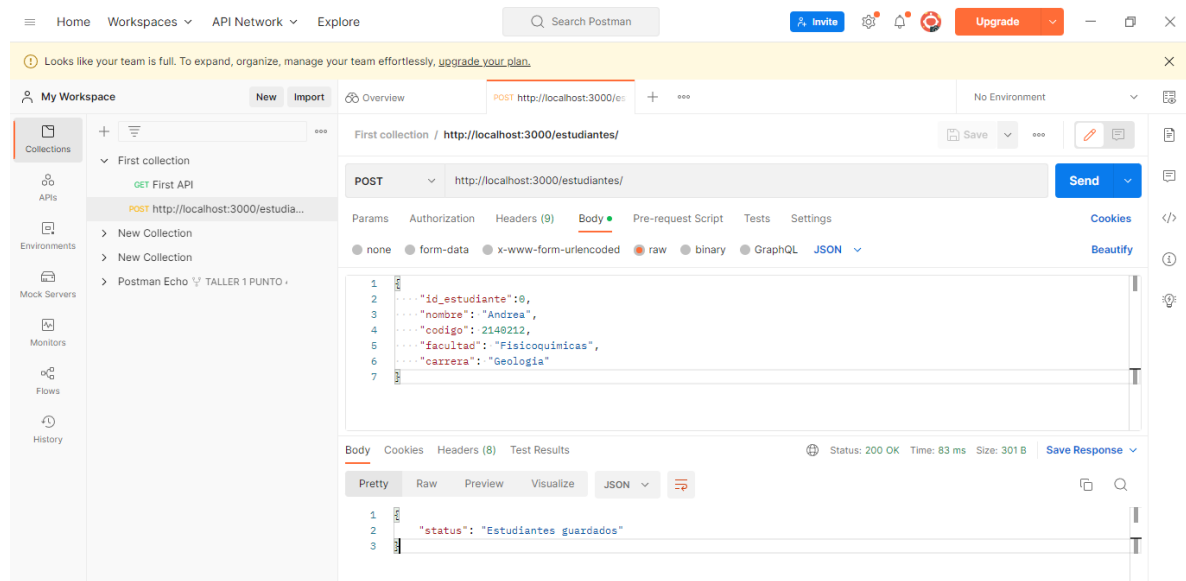 Home Workspaces API Network Explore Search Postman Invite Upgrade
Looks like your team is full. To expand, organize, manage your team effortlessly, upgrade your plan.
My Workspace New Import Overview POST http://localhost:3000/es No Environment
Collections
APIs
Environments
Mock Servers
Monitors
Flows
History
First collection
GET First API
POST http://localhost:3000/estudia...
New Collection
New Collection
Postman Echo TALLER 1 PUNTO
First collection / http://localhost:3000/estudiantes/ Save
POST http://localhost:3000/estudiantes/ Send
Params Authorization Headers (9) Body Pre-request Script Tests Settings Cookies
none form-data x-www-form-urlencoded raw binary GraphQL JSON Beautify
1 {
2 "id_estudiante":0,
3 "nombre": "Andrea",
4 "codigo": 2140212,
5 "facultad": "Fisicoquimicas",
6 "carrera": "Geologia"
7 }
Body Cookies Headers (8) Test Results Status: 200 OK Time: 83 ms Size: 301 B Save Response
Pretty Raw Preview Visualize JSON
1 {
2 "status": "Estudiantes guardados"
3 }